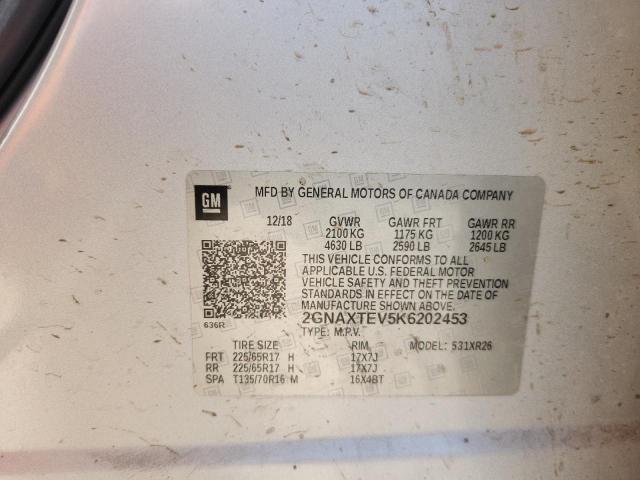 GM MFD BY GENERAL MOTORS OF CANADA COMPANY
12/18 GVWR GAWR FRT GAWR RR
2100 KG 1175 KG 1200 KG
4630 LB 2590 LB 2645 LB
THIS VEHICLE CONFORMS TO ALL
APPLICABLE U.S. FEDERAL MOTOR
VEHICLE SAFETY AND THEFT PREVENTION
STANDARDS IN EFFECT ON THE DATE OF
MANUFACTURE SHOWN ABOVE.
2GNAXTEV5K6202453
636R TYPE: M.P.V. MODEL: 531XR26
TIRE SIZE RIM
FRT 225/65R17 H 17X7J
RR 225/65R17 H 17X7J
SPA T135/70R16 M 16X4BT